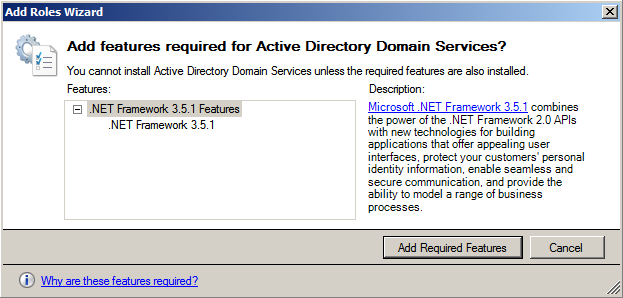 Add Roles Wizard
Add features required for Active Directory Domain Services?
You cannot install Active Directory Domain Services unless the required features are also installed.
Features:
.NET Framework 3.5.1 Features
.NET Framework 3.5.1
Description:
Microsoft .NET Framework 3.5.1 combines
the power of the .NET Framework 2.0 APIs
with new technologies for building
applications that offer appealing user
interfaces, protect your customers' personal
identity information, enable seamless and
secure communication, and provide the
ability to model a range of business
processes.
Add Required Features
Cancel
Why are these features required?